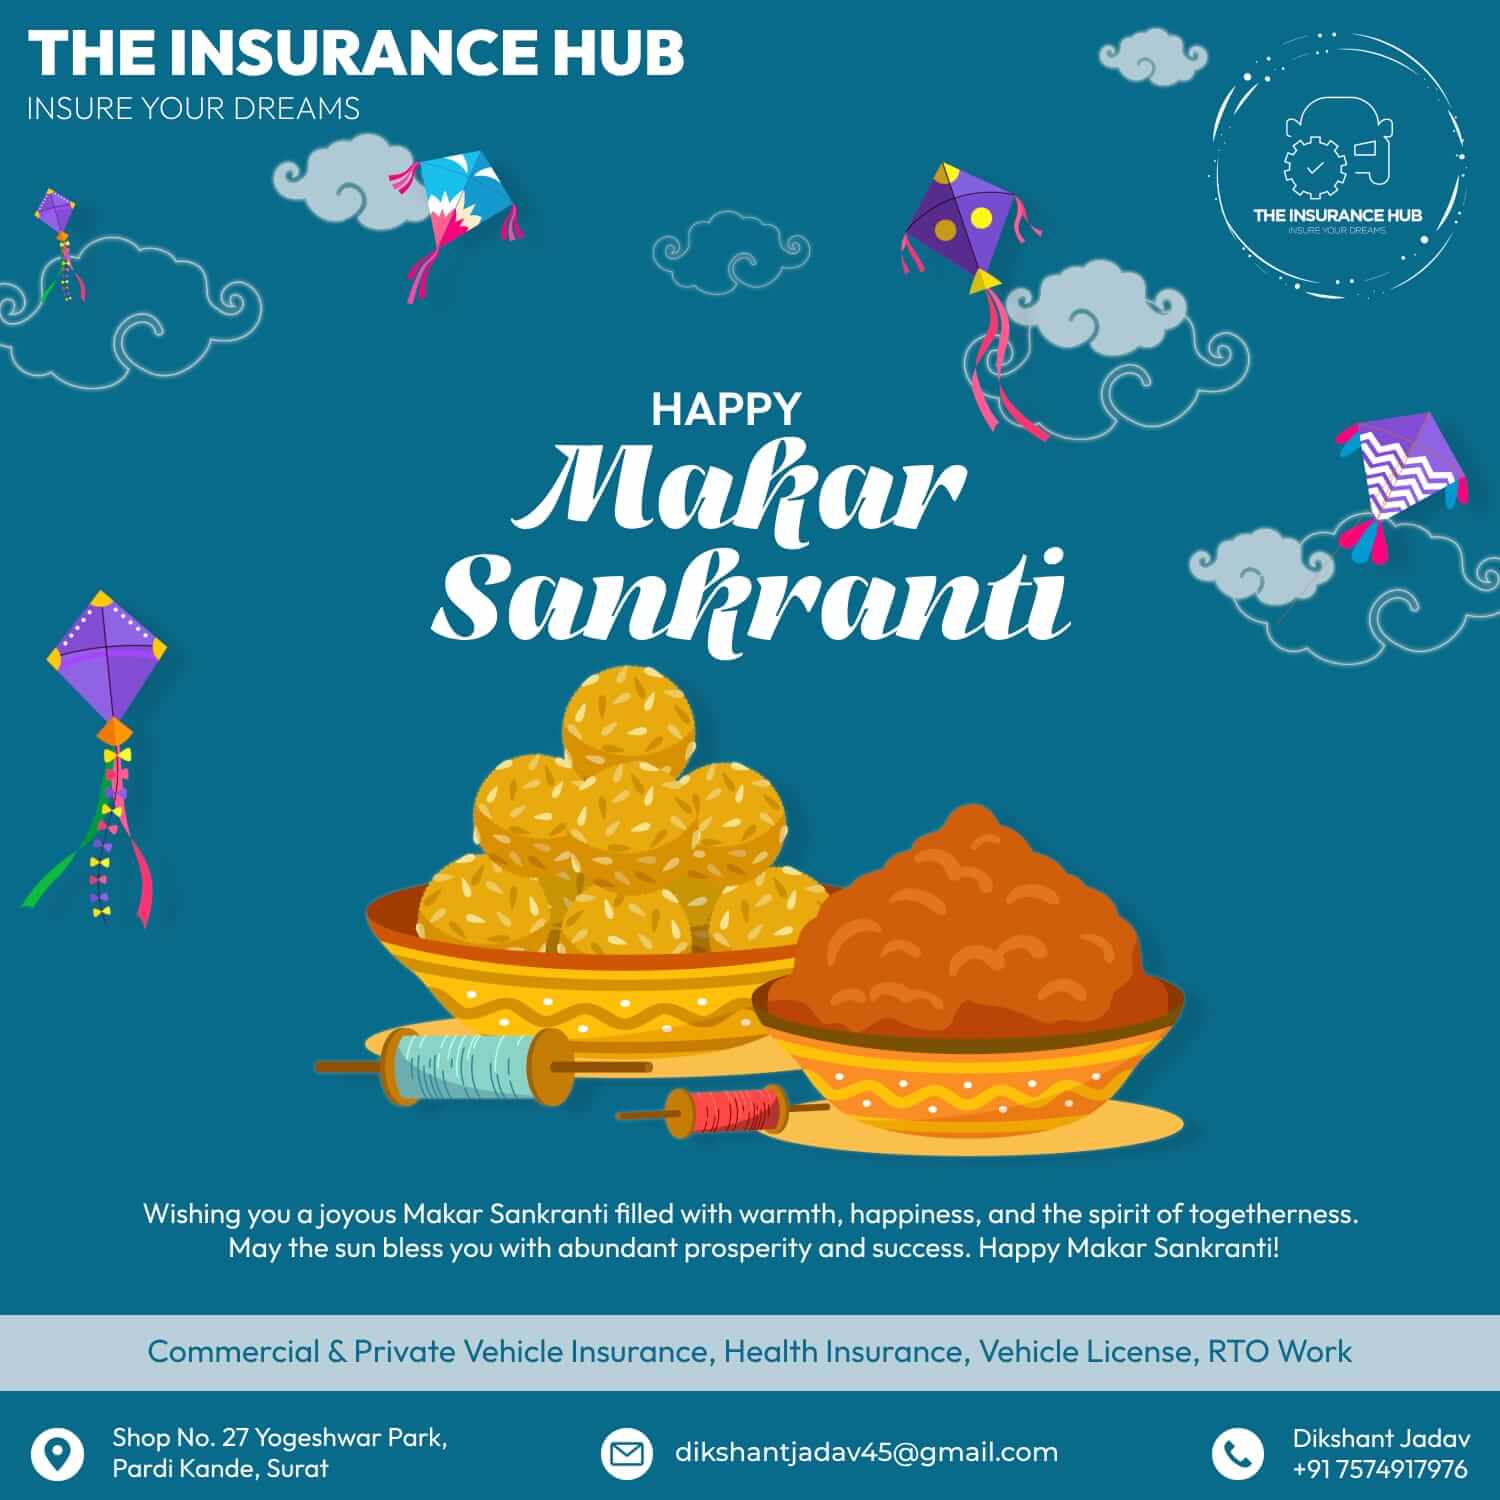 THE INSURANCE HUB
INSURE YOUR DREAMS
THE INSURANCE HUB
INSURE YOUR DREAMS
HAPPY
Makar
Sankranti
Wishing you a joyous Makar Sankranti filled with warmth, happiness, and the spirit of togetherness.
May the sun bless you with abundant prosperity and success. Happy Makar Sankranti!
Commercial & Private Vehicle Insurance, Health Insurance, Vehicle License, RTO Work
Shop No. 27 Yogeshwar Park,
Pardi Kande, Surat
dikshantjadav45@gmail.com
Dikshant Jadav
+91 7574917976